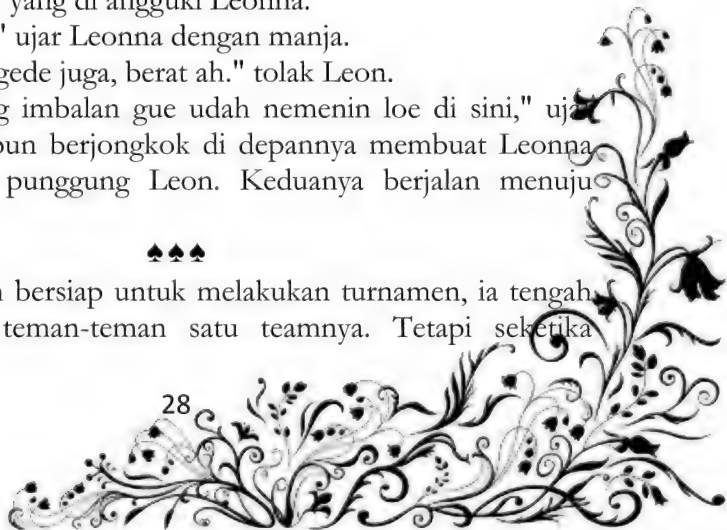 yang di angguki Leonna.
" ujar Leonna dengan manja.
gede juga, berat ah." tolak Leon.
imbalan gue udah nemenin loe di sini,"
berjongkok di depannya membuat Leonna
punggung Leon. Keduanya berjalan menuju
♠♠♠
bersiap untuk melakukan turnamen, ia tengah
teman-teman satu teamnya. Tetapi seketika
28